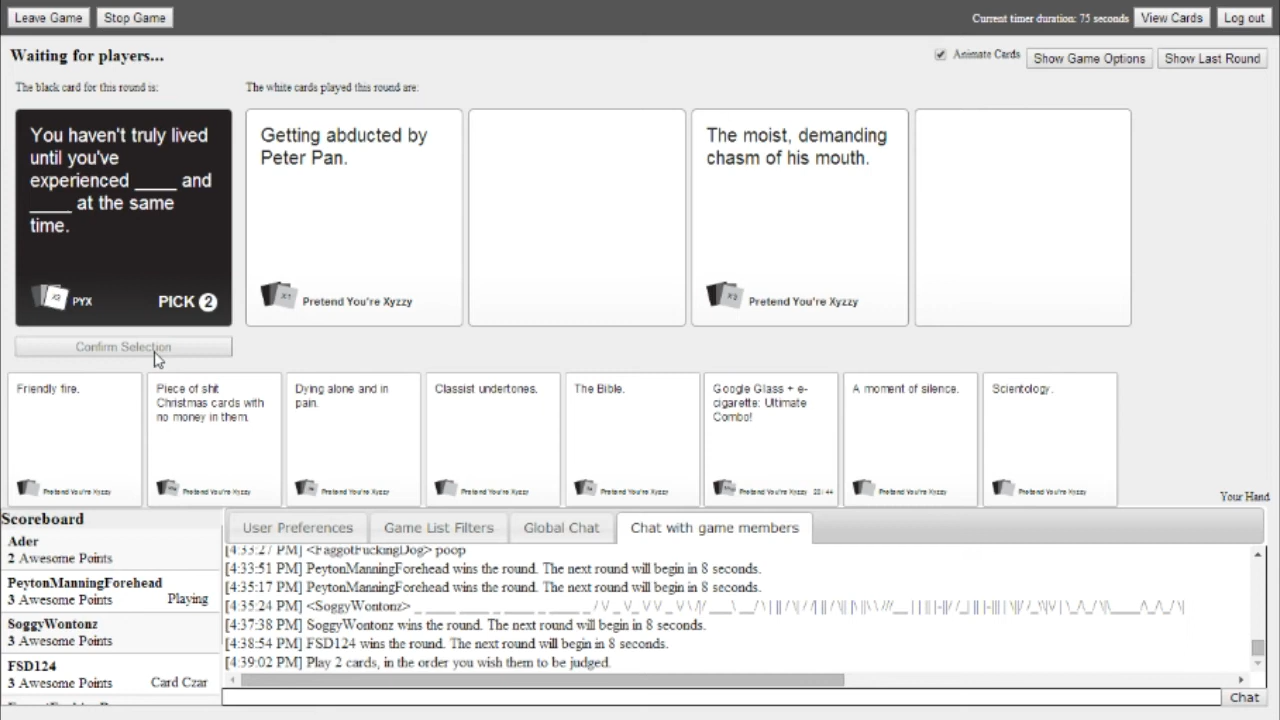 Leave Game Stop Game Current timer duration: 75 seconds View Cards Log out
Waiting for players... Animate Cards Show Game Options Show Last Round
The black card for this round is: The white cards played this round are:
You haven't truly lived
until you've
experienced ____ and
____ at the same
time.
PYX PICK 2
Getting abducted by
Peter Pan.
Pretend You're Xyzzy
The moist, demanding
chasm of his mouth.
Pretend You're Xyzzy
Confirm Selection
Friendly fire.
Pretend You're Xyzzy
Piece of shit
Christmas cards with
no money in them.
Pretend You're Xyzzy
Dying alone and in
pain.
Pretend You're Xyzzy
Classist undertones.
Pretend You're Xyzzy
The Bible.
Pretend You're Xyzzy
Google Glass + e-
cigarette: Ultimate
Combo!
Pretend You're Xyzzy
A moment of silence.
Pretend You're Xyzzy
Scientology.
Pretend You're Xyzzy
Your Hand
Scoreboard
Ader
2 Awesome Points
PeytonManningForehead
3 Awesome Points Playing
SoggyWontonz
3 Awesome Points
FSD124
3 Awesome Points Card Czar
User Preferences Game List Filters Global Chat Chat with game members
[4:33:27 PM] <FaggotFuckingDog> poop
[4:33:51 PM] PeytonManningForehead wins the round. The next round will begin in 8 seconds.
[4:35:17 PM] PeytonManningForehead wins the round. The next round will begin in 8 seconds.
[4:35:24 PM] <SoggyWontonz>
[4:37:38 PM] SoggyWontonz wins the round. The next round will begin in 8 seconds.
[4:38:54 PM] FSD124 wins the round. The next round will begin in 8 seconds.
[4:39:02 PM] Play 2 cards, in the order you wish them to be judged.
Chat